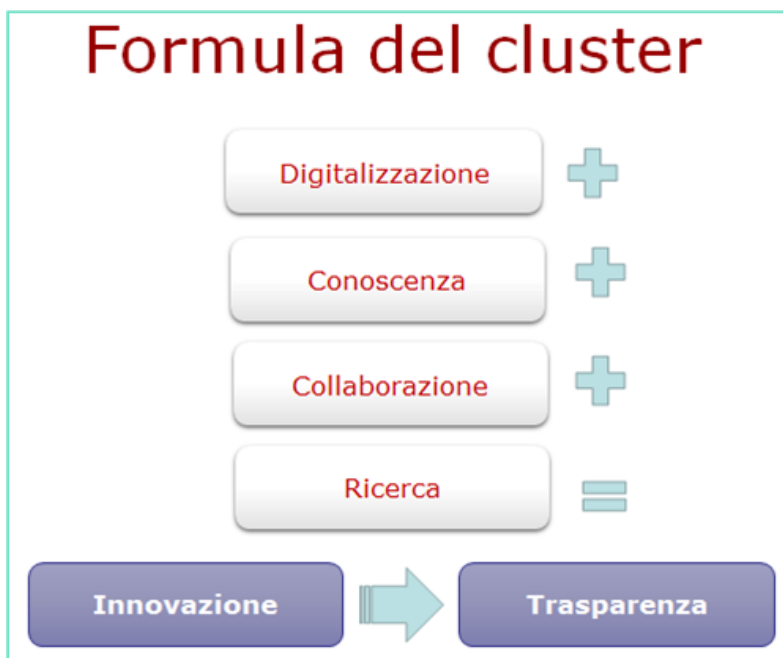 Formula del cluster
Digitalizzazione
Conoscenza
Collaborazione
Ricerca
Innovazione
Trasparenza